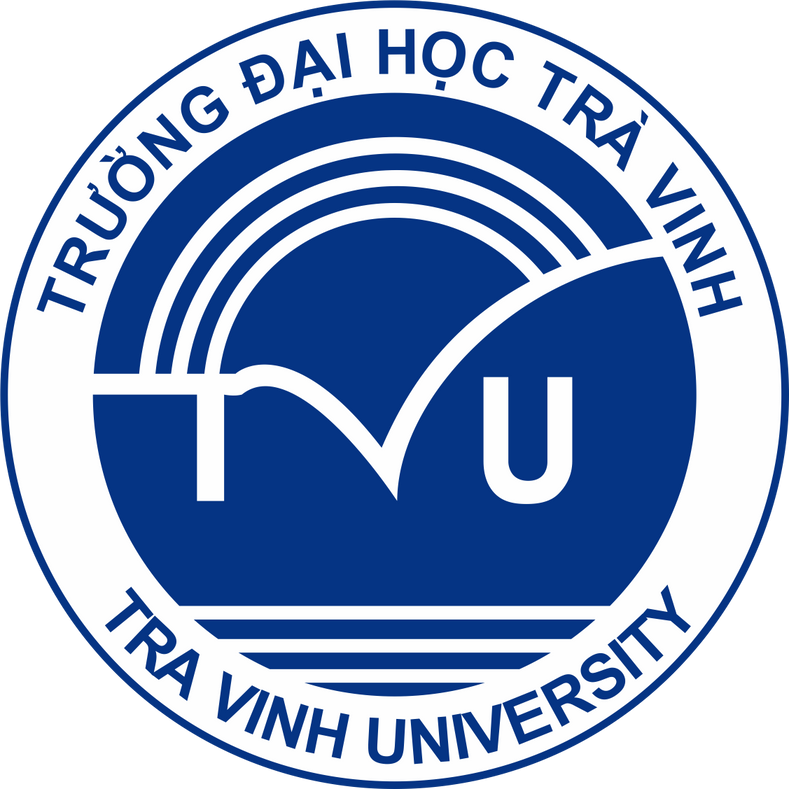 TRƯỜNG ĐẠI HỌC TRÀ VINH
TVU
TRA VINH UNIVERSITY